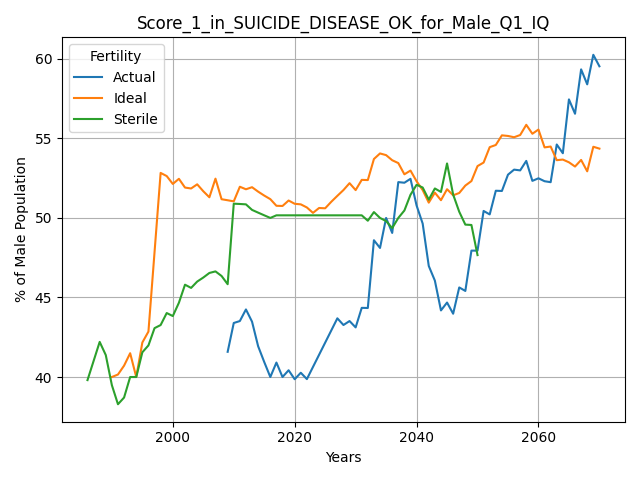 Score_1_in_SUICIDE_DISEASE_OK_for_Male_Q1_IQ
Fertility
Actual
Ideal
Sterile
% of Male Population
60
55
50
45
40
2000
2020
2040
2060
Years